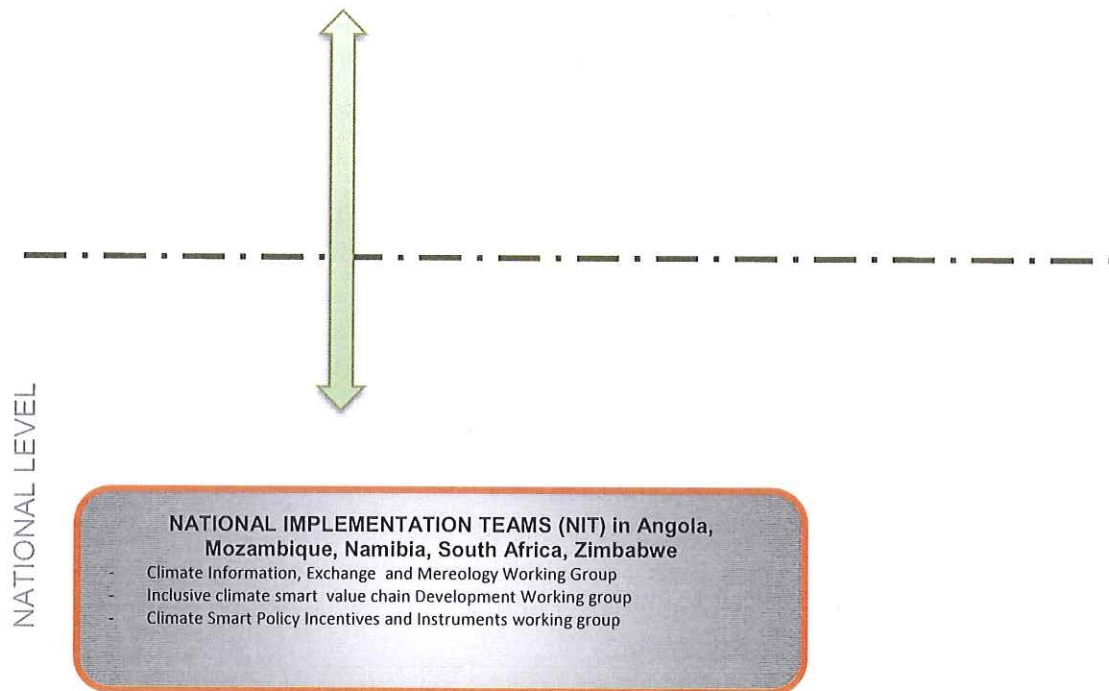 NATIONAL LEVEL
NATIONAL IMPLEMENTATION TEAMS (NIT) in Angola,
Mozambique, Namibia, South Africa, Zimbabwe
- Climate Information, Exchange and Mereology Working Group
- Inclusive climate smart value chain Development Working group
- Climate Smart Policy Incentives and Instruments working group